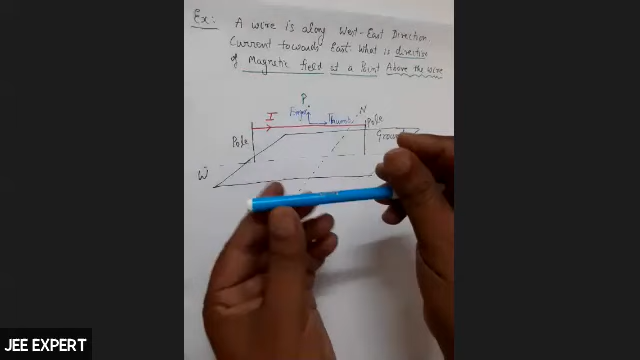 Ex: A wire is along West-East Direction
Current towards East. What is direction
of Magnetic field at a Point Above the wire
P
N
I
Thumb
Pole
Pole
Ground
W
JEE EXPERT